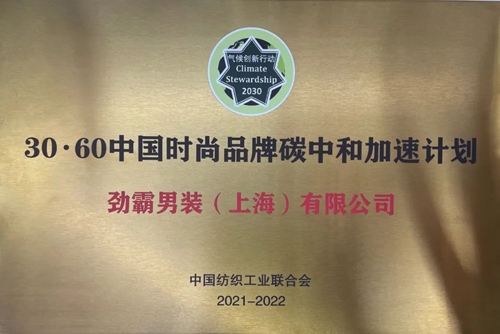 气候创新行动
Climate
Stewardship
2030
30·60中国时尚品牌碳中和加速计划
劲霸男装（上海）有限公司
中国纺织工业联合会
2021-2022